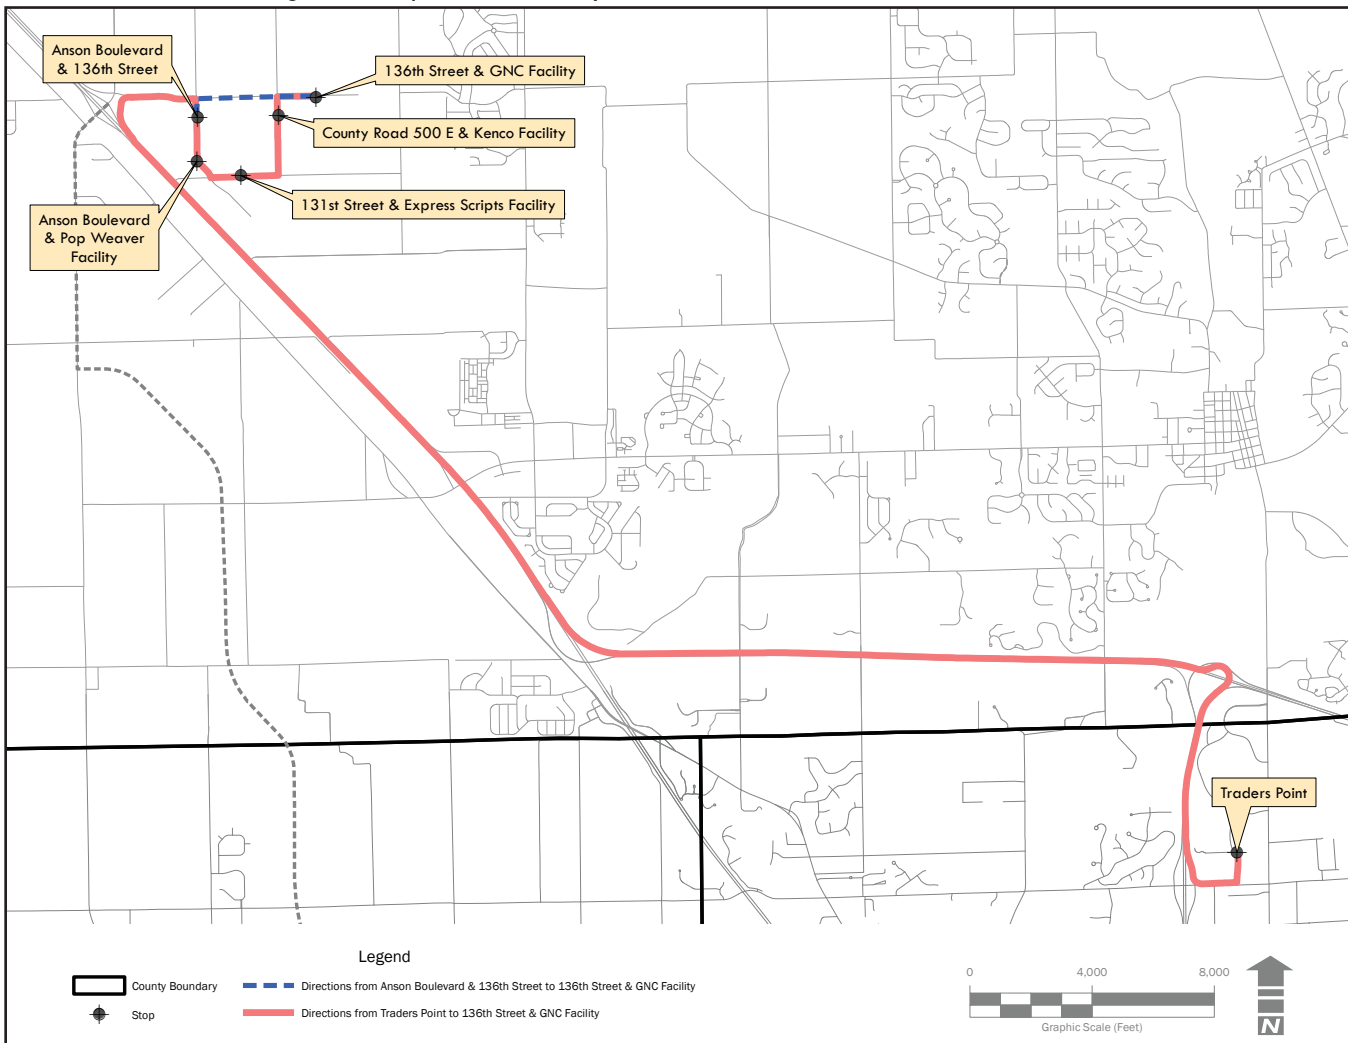 Anson Boulevard
& 136th Street
136th Street & GNC Facility
County Road 500 E & Kenco Facility
131st Street & Express Scripts Facility
Anson Boulevard
& Pop Weaver
Facility
Traders Point
Legend
County Boundary
Directions from Anson Boulevard & 136th Street to 136th Street & GNC Facility
Stop
Directions from Traders Point to 136th Street & GNC Facility
0 4,000 8,000
Graphic Scale (Feet)
N